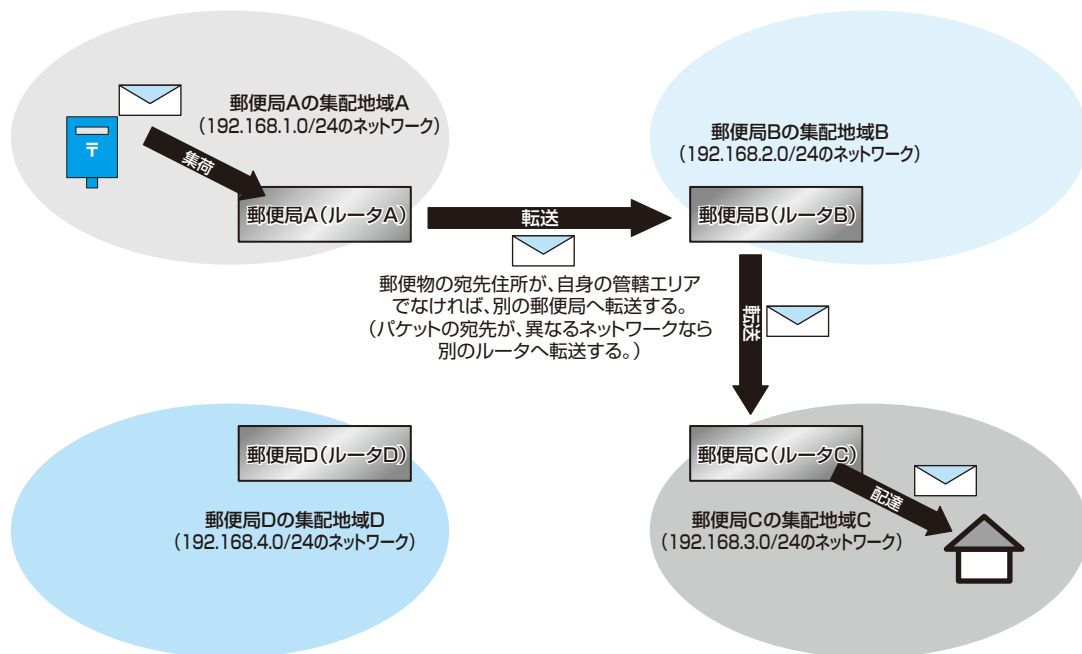 郵便局Aの集配地域A
(192.168.1.0/24のネットワーク)
〒
集荷
郵便局A(ルータA)
転送
郵便局Bの集配地域B
(192.168.2.0/24のネットワーク)
郵便局B(ルータB)
郵便物の宛先住所が、自身の管轄エリア
でなければ、別の郵便局へ転送する。
(パケットの宛先が、異なるネットワークなら
別のルータへ転送する。)
転送
郵便局D(ルータD)
郵便局Dの集配地域D
(192.168.4.0/24のネットワーク)
郵便局C(ルータC)
配達
郵便局Cの集配地域C
(192.168.3.0/24のネットワーク)